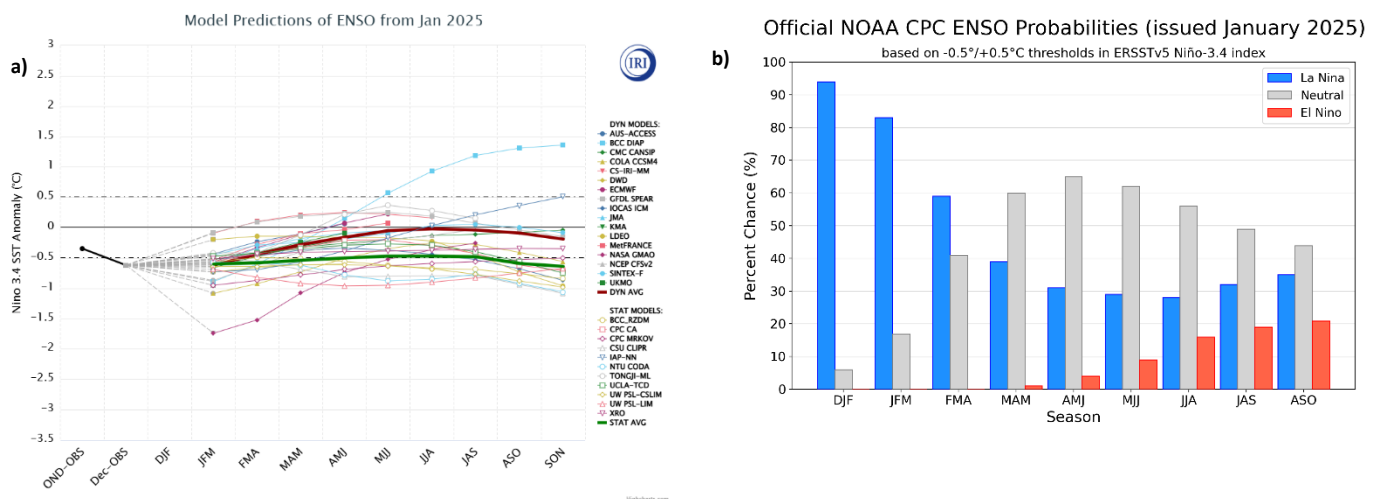 Model Predictions of ENSO from Jan 2025
a)
IRI
3
2.5
2
1.5
1
0.5
0
-0.5
-1
-1.5
-2
-2.5
-3
-3.5
Nino 3.4 SST Anomaly (°C)
OND-OBS
Dec-OBS
DJF
JFM
FMA
MAM
AMJ
MJJ
JJA
JAS
ASO
SON
DYN MODELS:
AUS-ACCESS
BCC DIAP
CMC CANSIP
COLA CCSM4
CS-IRI-MM
DWD
ECMWF
GFDL SPEAR
IOCAS ICM
JMA
KMA
LDEO
MetFRANCE
NASA GMAO
NCEP CFSv2
SINTEX-F
UKMO
DYN AVG
STAT MODELS:
BCC_RZDM
CPC CA
CPC MRKOV
CSU CLIPR
IAP-NN
NTU CODA
TONGJI-ML
UCLA-TCD
UW PSL-CSLIM
UW PSL-LIM
XRO
STAT AVG
b)
Official NOAA CPC ENSO Probabilities (issued January 2025)
based on -0.5°/+0.5°C thresholds in ERSSTv5 Niño-3.4 index
La Nina
Neutral
El Nino
100
90
80
70
60
50
40
30
20
10
0
Percent Chance (%)
DJF
JFM
FMA
MAM
AMJ
MJJ
JJA
JAS
ASO
Season